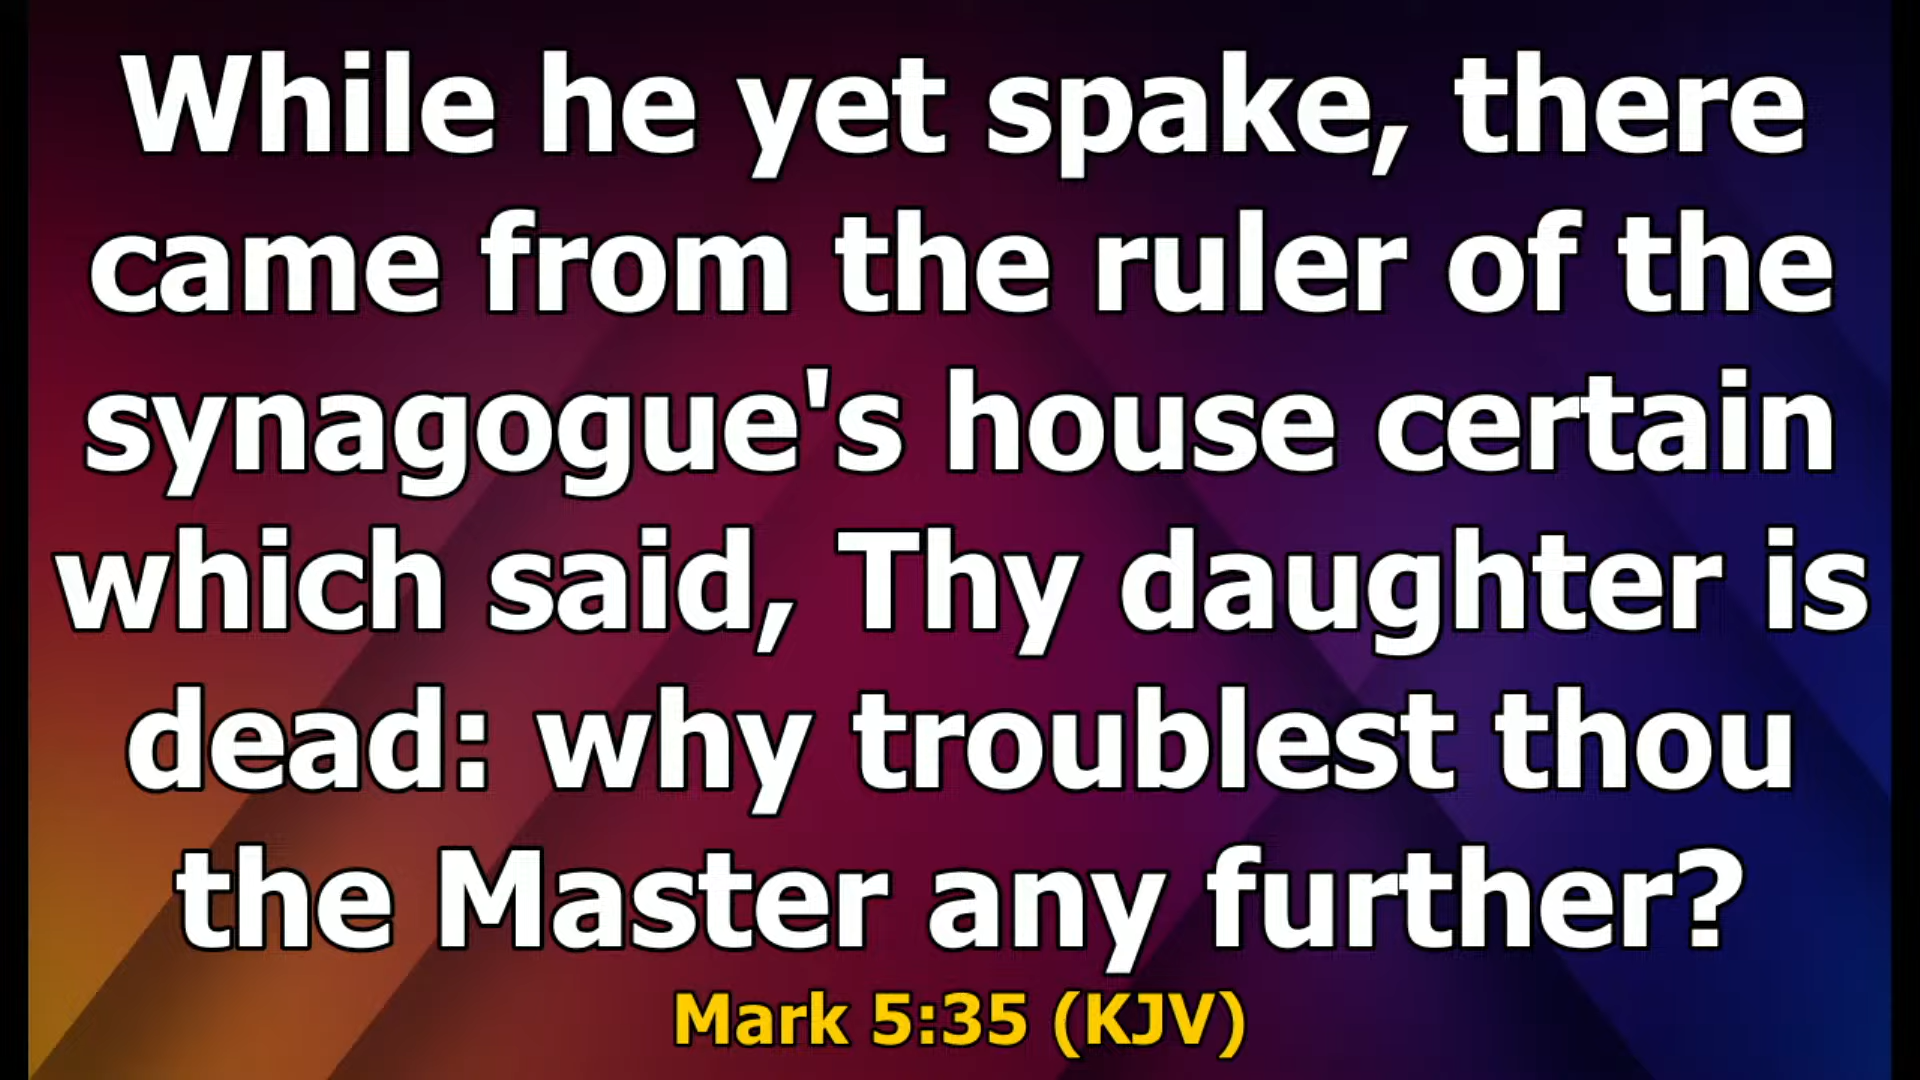 While he yet spake, there
came from the ruler of the
synagogue's house certain
which said, Thy daughter is
dead: why troublest thou
the Master any further?
Mark 5:35 (KJV)